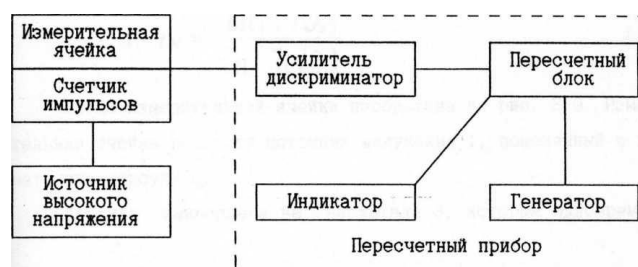 Измерительная
ячейка
Счетчик
импульсов
Источник
высокого
напряжения
Усилитель
дискриминатор
Пересчетный
блок
Индикатор
Генератор
Пересчетный прибор